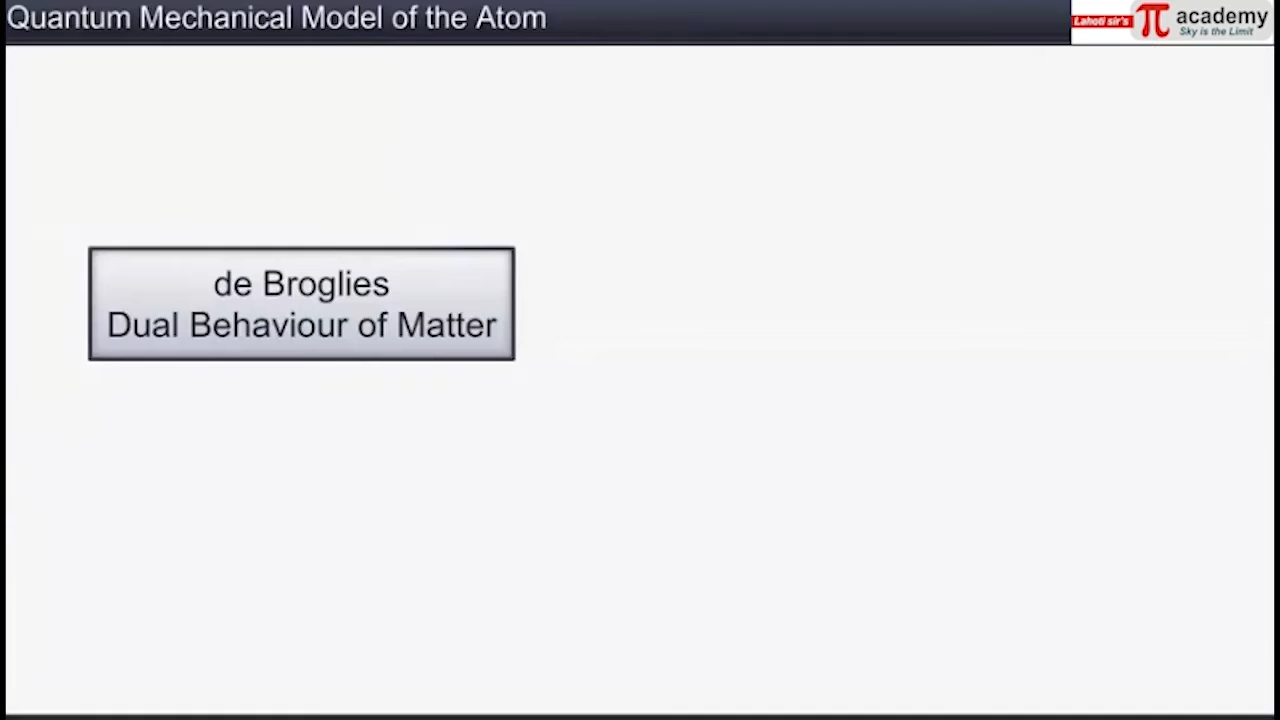 Quantum Mechanical Model of the Atom
Lahoti sir's
π academy
Sky is the Limit
de Broglies
Dual Behaviour of Matter